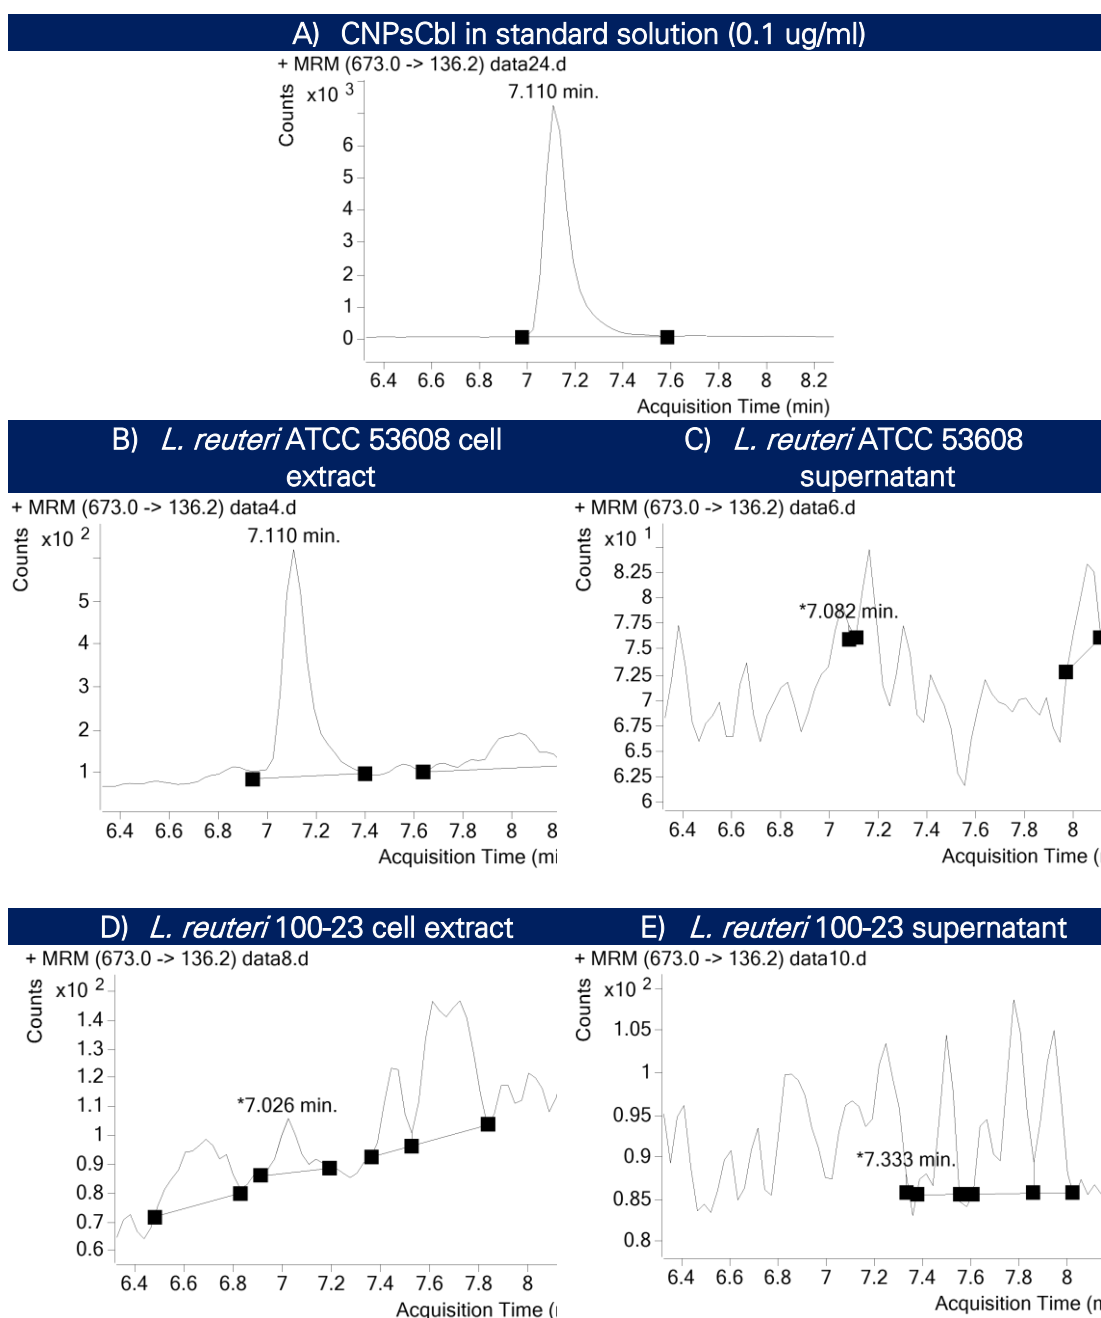 A) CNPsCbl in standard solution (0.1 ug/ml)
+ MRM (673.0 -> 136.2) data24.d
Counts
x10 3
7.110 min.
6
5
4
3
2
1
0
6.4 6.6 6.8 7 7.2 7.4 7.6 7.8 8 8.2
Acquisition Time (min)
B) L. reuteri ATCC 53608 cell
extract
+ MRM (673.0 -> 136.2) data4.d
Counts
x10 2
7.110 min.
5
4
3
2
1
6.4 6.6 6.8 7 7.2 7.4 7.6 7.8 8 8
Acquisition Time (mi
C) L. reuteri ATCC 53608
supernatant
+ MRM (673.0 -> 136.2) data6.d
Counts
x10 1
8.25
8
*7.082 min.
7.75
7.5
7.25
7
6.75
6.5
6.25
6
6.4 6.6 6.8 7 7.2 7.4 7.6 7.8 8
Acquisition Time (
D) L. reuteri 100-23 cell extract
+ MRM (673.0 -> 136.2) data8.d
Counts
x10 2
1.4
1.3
1.2
1.1
*7.026 min.
1
0.9
0.8
0.7
0.6
6.4 6.6 6.8 7 7.2 7.4 7.6 7.8 8
Acquisition Time (
E) L. reuteri 100-23 supernatant
+ MRM (673.0 -> 136.2) data10.d
Counts
x10 2
1.05
1
0.95
0.9
*7.333 min.
0.85
0.8
6.4 6.6 6.8 7 7.2 7.4 7.6 7.8 8
Acquisition Time (m